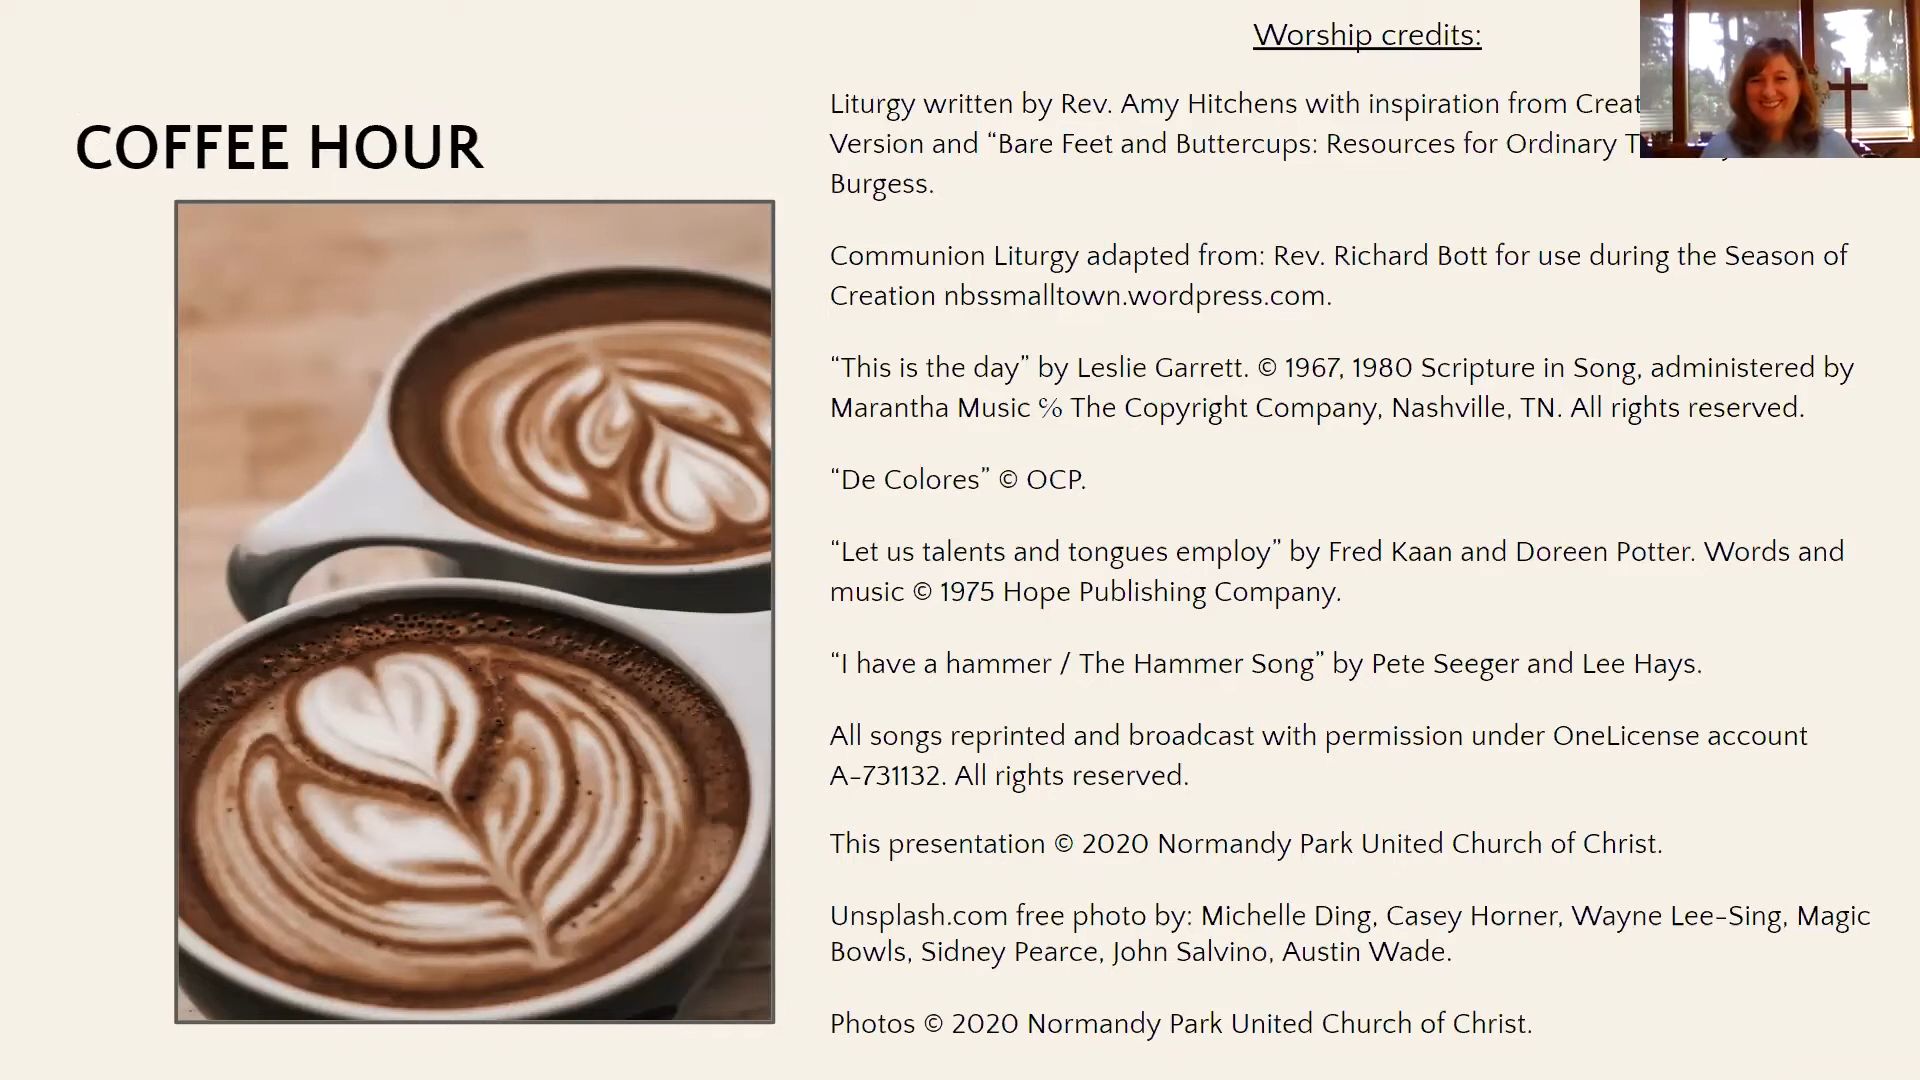 COFFEE HOUR
Worship credits:
Liturgy written by Rev. Amy Hitchens with inspiration from
Version and “Bare Feet and Buttercups: Resources for Ordinary
Burgess.
Communion Liturgy adapted from: Rev. Richard Bott for use during the Season of
Creation nbssmalltown.wordpress.com.
“This is the day” by Leslie Garrett. © 1967, 1980 Scripture in Song, administered by
Marantha Music ℅ The Copyright Company, Nashville, TN. All rights reserved.
“De Colores” © OCP.
“Let us talents and tongues employ” by Fred Kaan and Doreen Potter. Words and
music © 1975 Hope Publishing Company.
“I have a hammer / The Hammer Song” by Pete Seeger and Lee Hays.
All songs reprinted and broadcast with permission under OneLicense account
A-731132. All rights reserved.
This presentation © 2020 Normandy Park United Church of Christ.
Unsplash.com free photo by: Michelle Ding, Casey Horner, Wayne Lee-Sing, Magic
Bowls, Sidney Pearce, John Salvino, Austin Wade.
Photos © 2020 Normandy Park United Church of Christ.